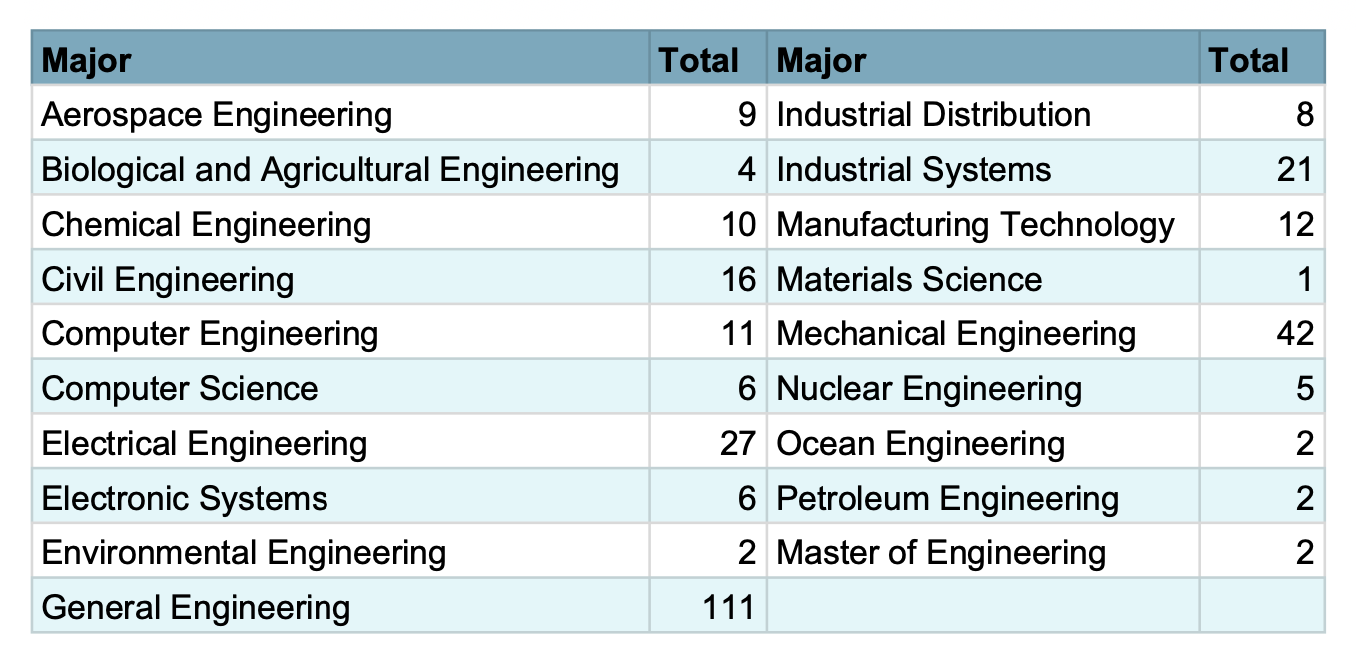 Major Total Major Total
Aerospace Engineering 9 Industrial Distribution 8
Biological and Agricultural Engineering 4 Industrial Systems 21
Chemical Engineering 10 Manufacturing Technology 12
Civil Engineering 16 Materials Science 1
Computer Engineering 11 Mechanical Engineering 42
Computer Science 6 Nuclear Engineering 5
Electrical Engineering 27 Ocean Engineering 2
Electronic Systems 6 Petroleum Engineering 2
Environmental Engineering 2 Master of Engineering 2
General Engineering 111